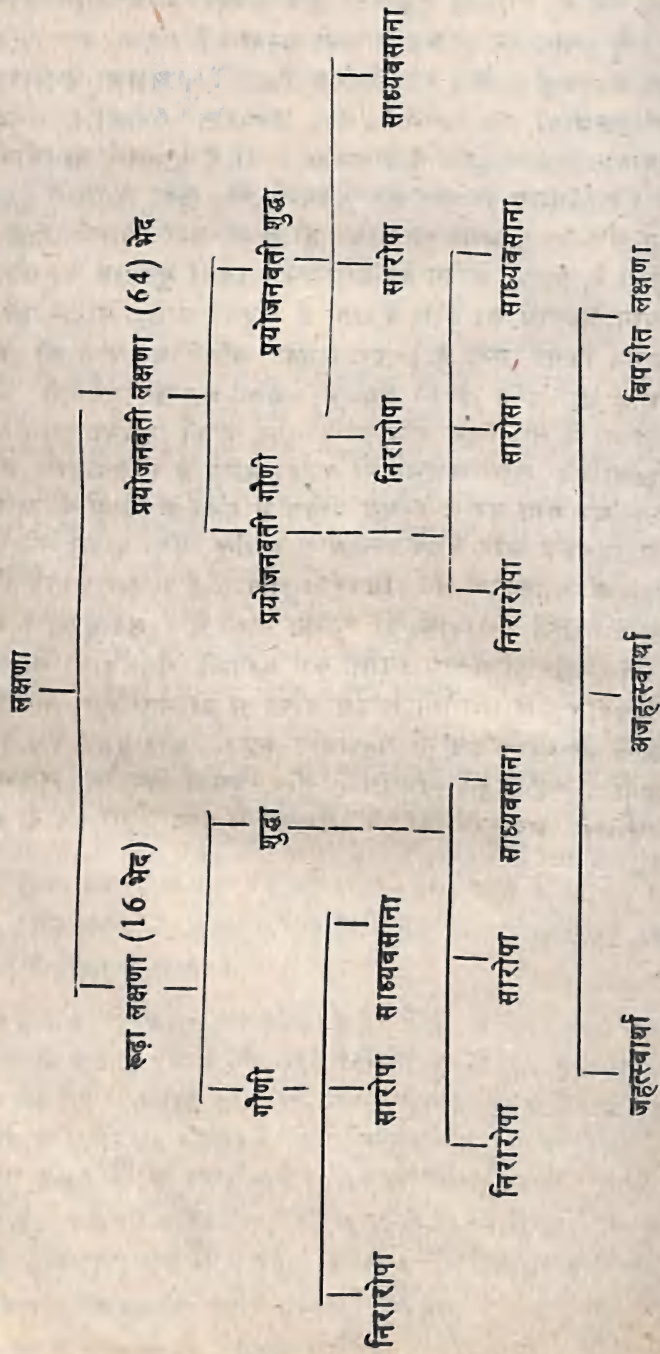 लक्षणा
रूढ़ा लक्षणा (16 भेद) प्रयोजनवती लक्षणा (64) भेद
गौणी शुद्धा प्रयोजनवती गौणी प्रयोजनवती शुद्धा
निरारोपा सारोपा साध्यवसाना निरारोपा सारोपा साध्यवसाना
निरारोपा सारोपा साध्यवसाना निरारोपा सारोसा साध्यवसाना
जहत्स्वार्था अजहत्स्वार्था विपरीत लक्षणा